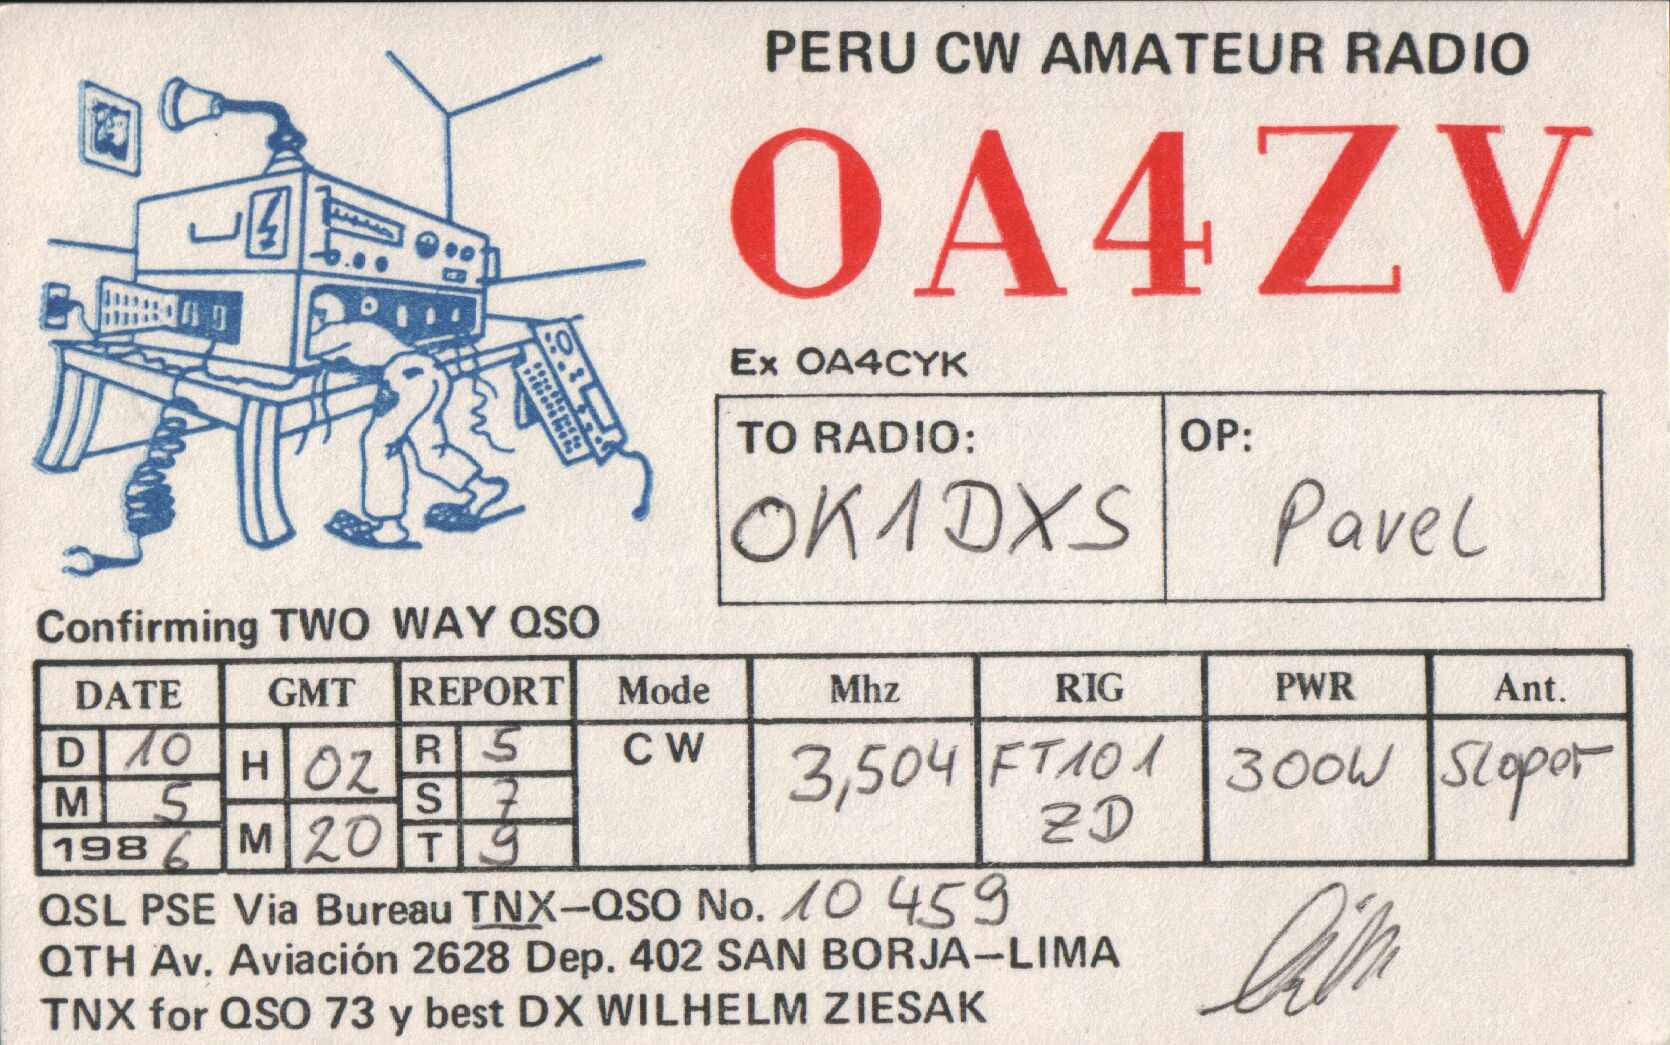 PERU CW AMATEUR RADIO
OA4ZV
Ex OA4CYK
TO RADIO: OP:
OK1DXS Pavel
Confirming TWO WAY QSO
DATE GMT REPORT Mode Mhz RIG PWR Ant.
D 10 H 02 R 5 CW 3,504 FT101 ZD 300W Sloper
M 5 S 7
1986 M 20 T 9
QSL PSE Via Bureau TNX–QSO No. 10 459
QTH Av. Aviación 2628 Dep. 402 SAN BORJA–LIMA
TNX for QSO 73 y best DX WILHELM ZIESAK